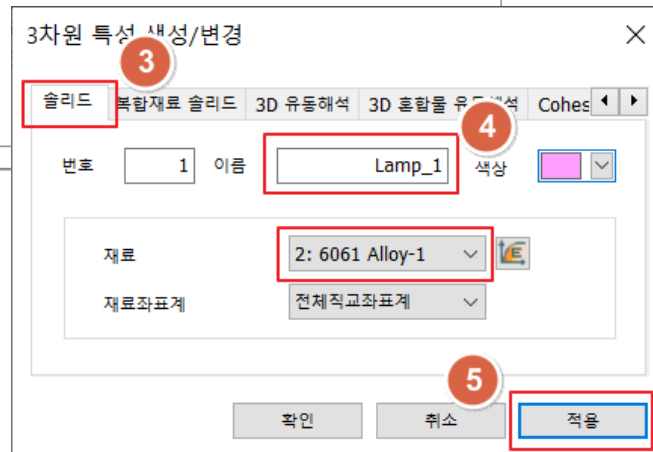 3차원 특성 생성/변경
3
솔리드 복합재료 솔리드 3D 유동해석 3D 혼합물 유동해석 Cohes
4
번호 1 이름 Lamp_1 색상
재료 2: 6061 Alloy-1
재료좌표계 전체직교좌표계
5
확인 취소 적용